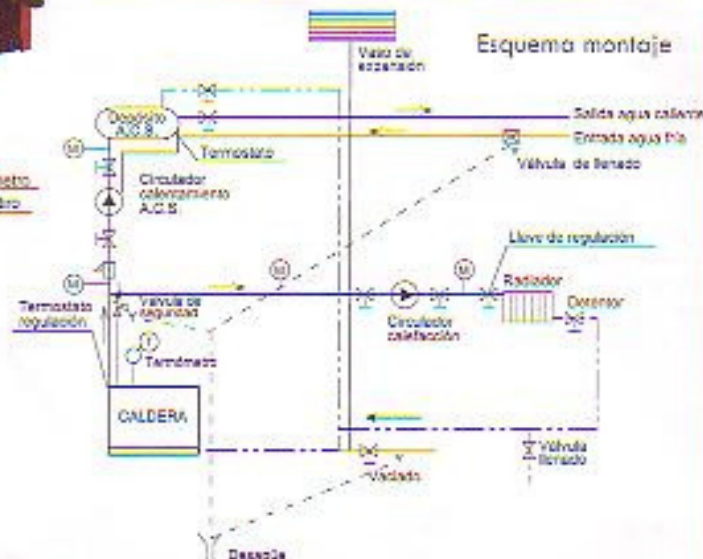 Esquema montaje
Vaso de
expansión
Salida agua caliente
Entrada agua fría
Depósito
A.C.S.
Termostato
Válvula de llenado
M
Circulador
calentamiento
A.C.S.
Llave de regulación
M
M
M
Radiador
Detentor
Termostato
regulación
Válvula de
seguridad
Circulador
calefacción
T
Termómetro
CALDERA
Válvula
llenado
Vaciado
Desagüe